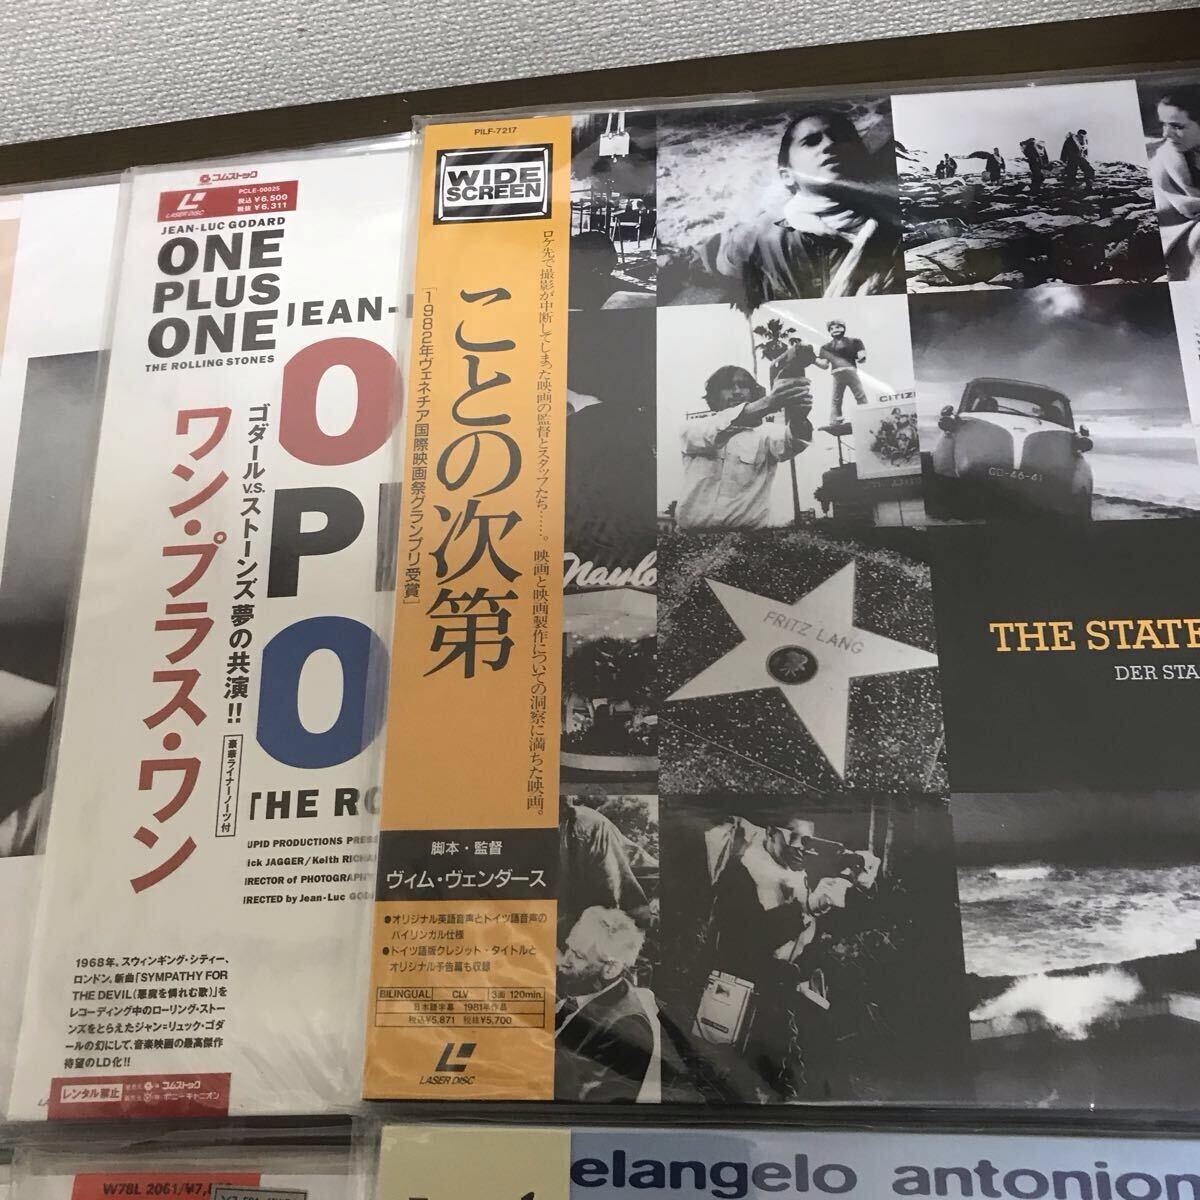 コムストック
LASER DISC
PCLE-00025
税込 ¥6,500
税抜 ¥6,311
JEAN-LUC GODARD
ONE
PLUS
ONE
THE ROLLING STONES
ゴダールv.s.ストーンズ 夢の共演!!
ワン・プラス・ワン
豪華ライナーノーツ付
1968年、スウィンギング・シティー、
ロンドン。新曲「SYMPATHY FOR
THE DEVIL(悪魔を憐れむ歌)」を
レコーディング中のローリング・ストー
ンズをとらえたジャン=リュック・ゴダ
ールの幻にして、音楽映画の最高傑作
待望のLD化!!
レンタル禁止
コムストック
ポニーキャニオン
JEAN-
O
P
O
THE RO
UPID PRODUCTIONS PRESE
ick JAGGER/Keith RICHA
IRECTOR of PHOTOGRAPHY
IRECTED by Jean-Luc GOD
PILF-7217
WIDE
SCREEN
ロケ先で撮影が中断してしまった映画の監督とスタッフたち……。映画と映画製作についての洞察に満ちた映画。
ことの次第
[1982年ヴェネチア国際映画祭グランプリ受賞]
脚本・監督
ヴィム・ヴェンダース
●オリジナル英語音声とドイツ語音声の
バイリンガル仕様
●ドイツ語版クレジット・タイトルと
オリジナル予告篇も収録
BILINGUAL CLV 3面 120min.
日本語字幕 1981年作品
税込¥5,871 税抜¥5,700
LASER DISC
CITIZE
CD-46-41
Naylo
FRITZ LANG
THE STATE
DER STA
W78L 2061/¥7,8
elangelo antonion